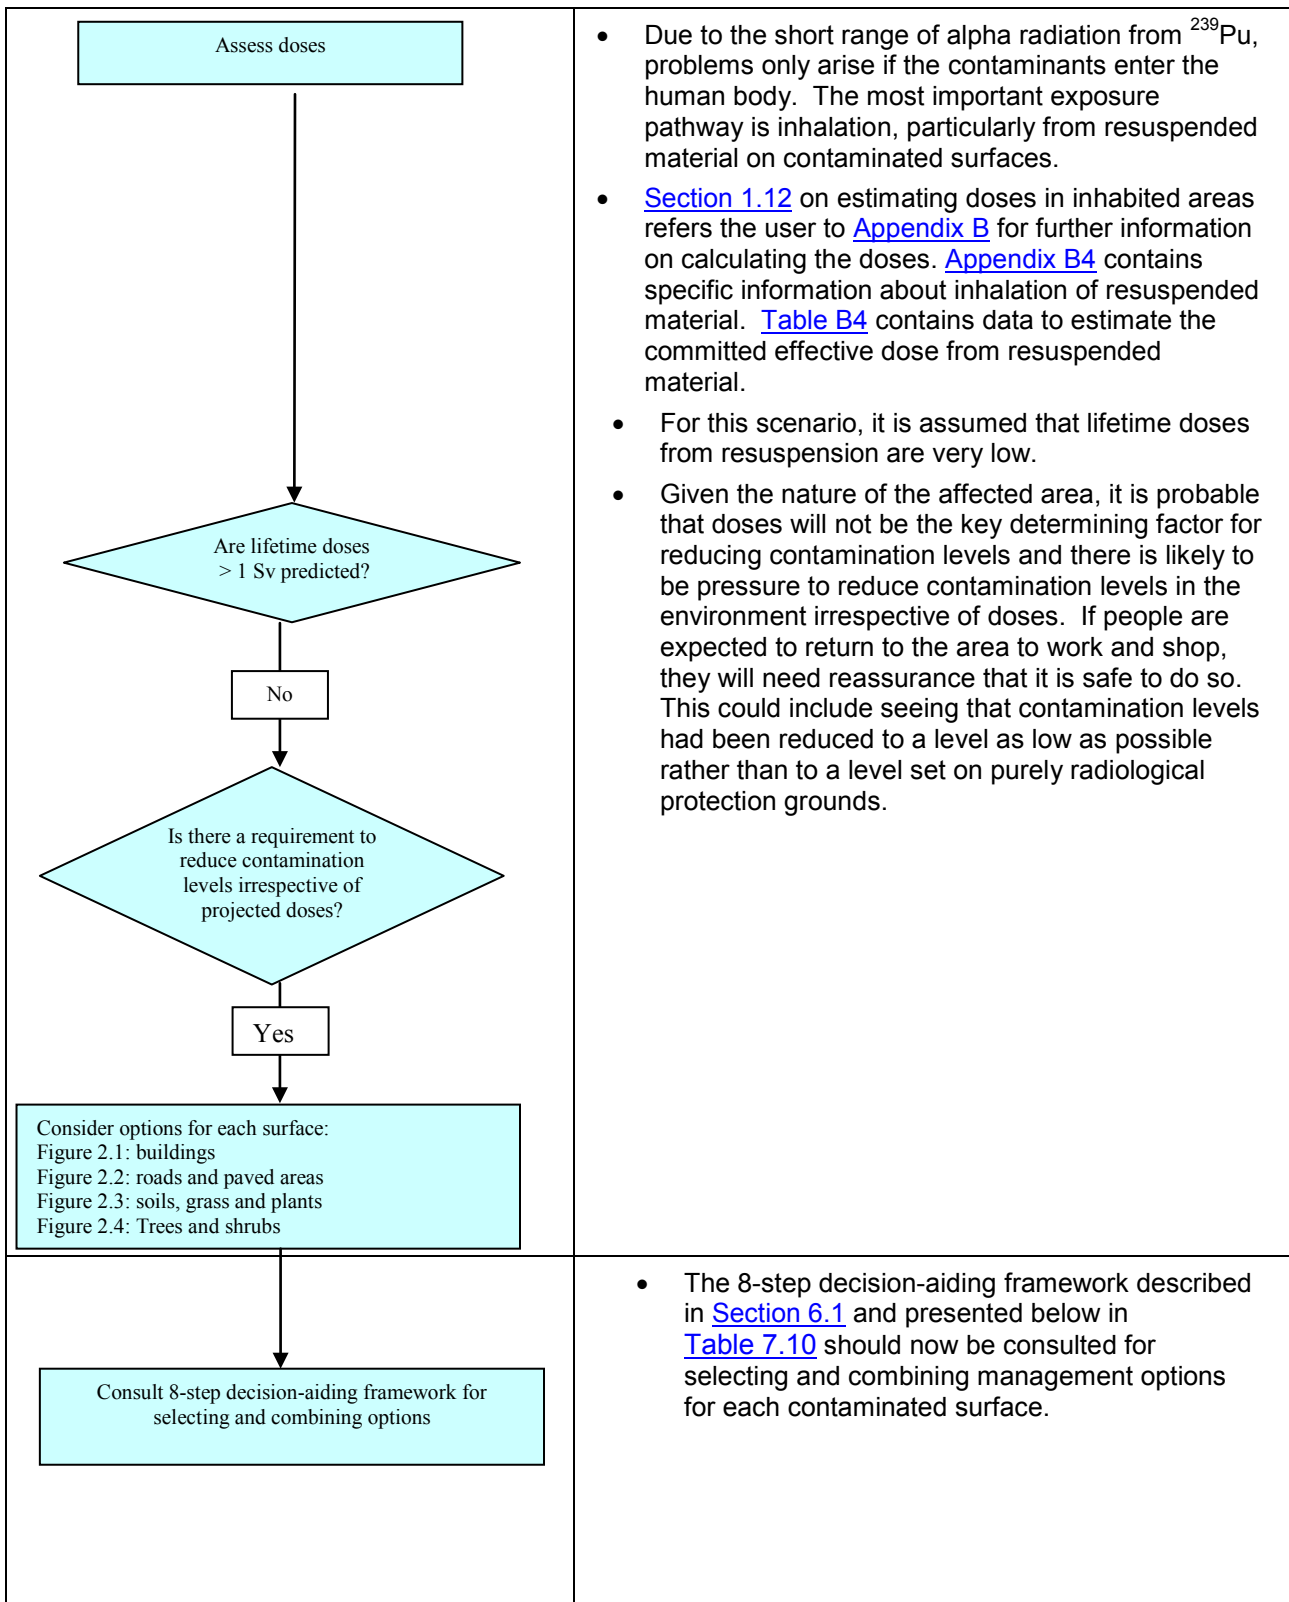 Assess doses
• Due to the short range of alpha radiation from ²³⁹Pu,
problems only arise if the contaminants enter the
human body. The most important exposure
pathway is inhalation, particularly from resuspended
material on contaminated surfaces.
• Section 1.12 on estimating doses in inhabited areas
refers the user to Appendix B for further information
on calculating the doses. Appendix B4 contains
specific information about inhalation of resuspended
material. Table B4 contains data to estimate the
committed effective dose from resuspended
material.
• For this scenario, it is assumed that lifetime doses
from resuspension are very low.
• Given the nature of the affected area, it is probable
that doses will not be the key determining factor for
reducing contamination levels and there is likely to
be pressure to reduce contamination levels in the
environment irrespective of doses. If people are
expected to return to the area to work and shop,
they will need reassurance that it is safe to do so.
This could include seeing that contamination levels
had been reduced to a level as low as possible
rather than to a level set on purely radiological
protection grounds.
Are lifetime doses
> 1 Sv predicted?
No
Is there a requirement to
reduce contamination
levels irrespective of
projected doses?
Yes
Consider options for each surface:
Figure 2.1: buildings
Figure 2.2: roads and paved areas
Figure 2.3: soils, grass and plants
Figure 2.4: Trees and shrubs
• The 8-step decision-aiding framework described
in Section 6.1 and presented below in
Table 7.10 should now be consulted for
selecting and combining management options
for each contaminated surface.
Consult 8-step decision-aiding framework for
selecting and combining options